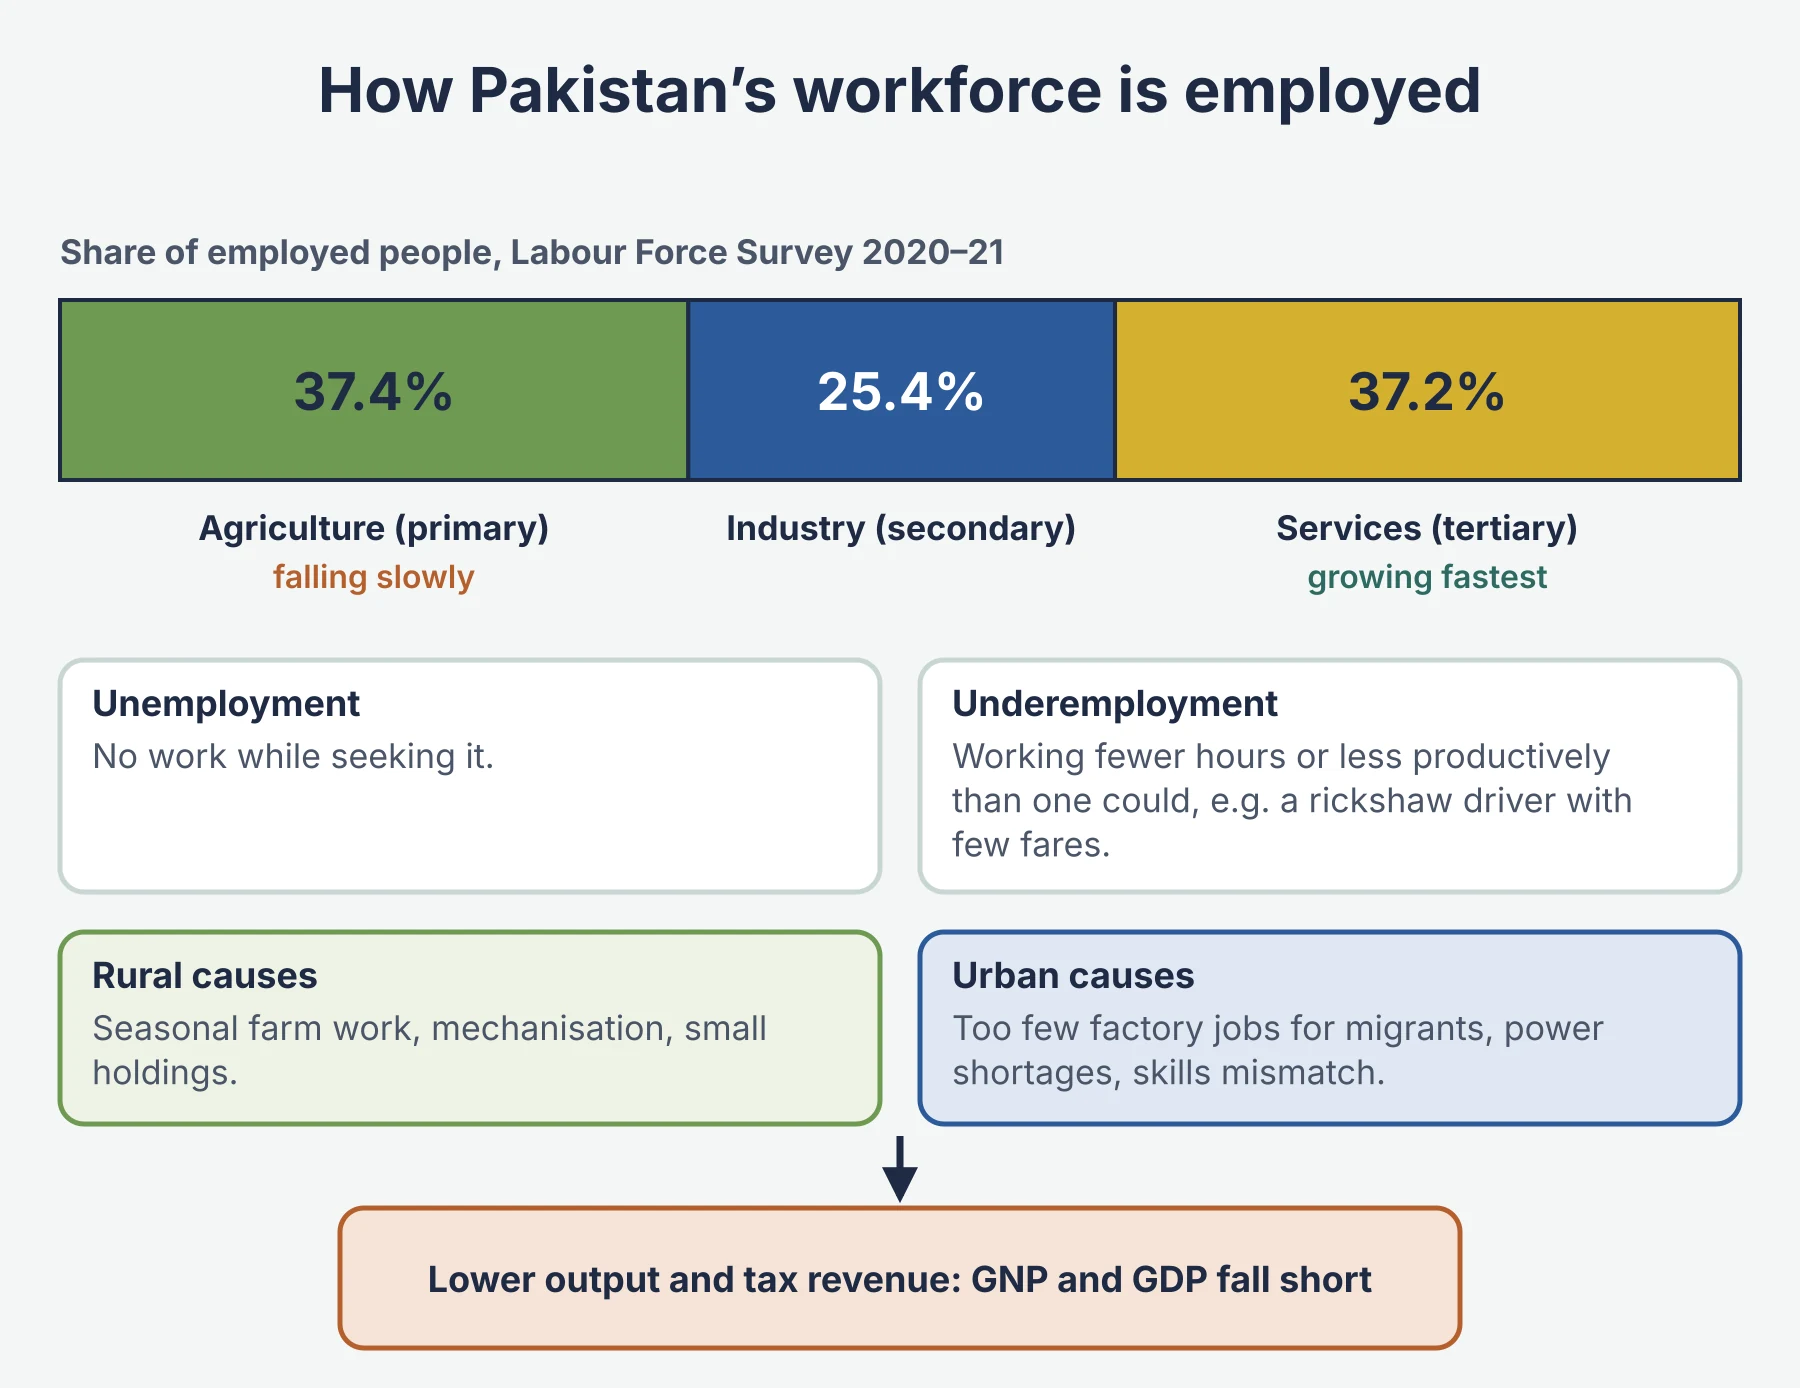 How Pakistan’s workforce is employed
Share of employed people, Labour Force Survey 2020–21
37.4%
25.4%
37.2%
Agriculture (primary)
falling slowly
Industry (secondary)
Services (tertiary)
growing fastest
Unemployment
No work while seeking it.
Underemployment
Working fewer hours or less productively
than one could, e.g. a rickshaw driver with
few fares.
Rural causes
Seasonal farm work, mechanisation, small
holdings.
Urban causes
Too few factory jobs for migrants, power
shortages, skills mismatch.
Lower output and tax revenue: GNP and GDP fall short